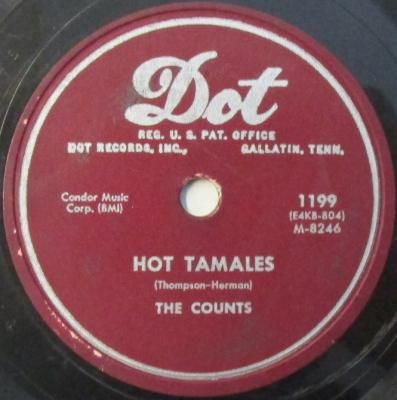 Dot
REG. U. S. PAT. OFFICE
DOT RECORDS, INC., GALLATIN, TENN.
Condor Music
Corp. (BMI)
1199
(E4KB-804)
M-8246
HOT TAMALES
(Thompson-Herman)
THE COUNTS